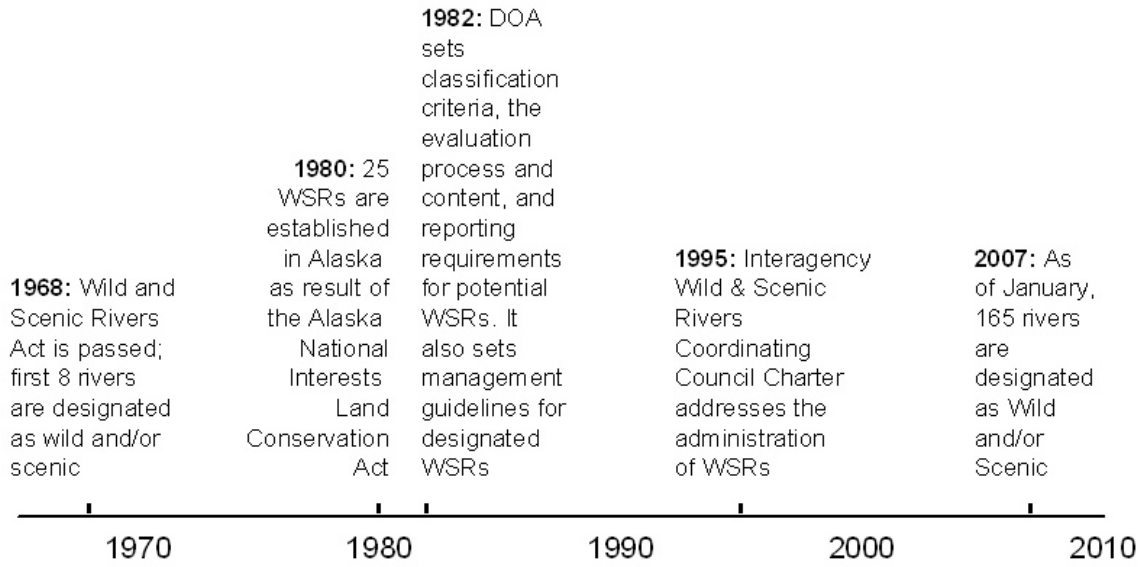 1968: Wild and
Scenic Rivers
Act is passed;
first 8 rivers
are designated
as wild and/or
scenic
1980: 25
WSRs are
established
in Alaska
as result of
the Alaska
National
Interests
Land
Conservation
Act
1982: DOA
sets
classification
criteria, the
evaluation
process and
content, and
reporting
requirements
for potential
WSRs. It
also sets
management
guidelines for
designated
WSRs
1995: Interagency
Wild & Scenic
Rivers
Coordinating
Council Charter
addresses the
administration
of WSRs
2007: As
of January,
165 rivers
are
designated
as Wild
and/or
Scenic
1970
1980
1990
2000
2010